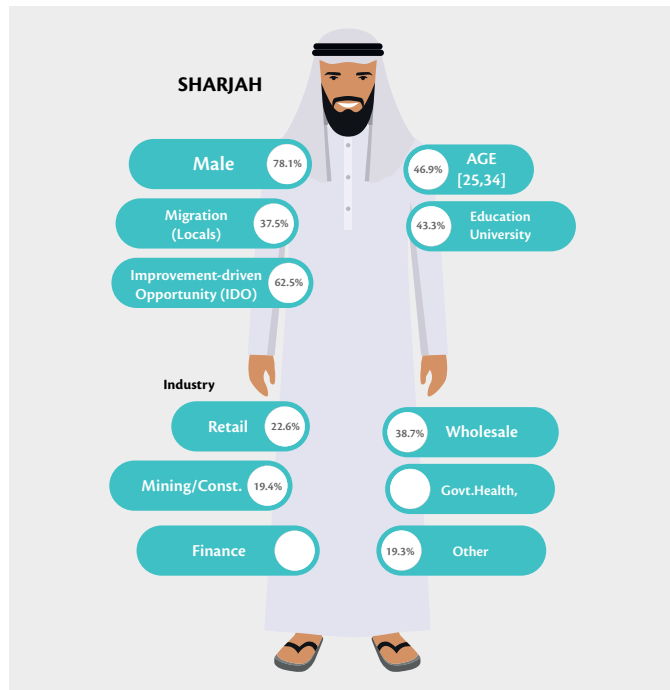 SHARJAH
Male
78.1%
46.9%
AGE
[25,34]
Migration
(Locals)
37.5%
43.3%
Education
University
Improvement-driven
Opportunity (IDO)
62.5%
Industry
Retail
22.6%
38.7%
Wholesale
Mining/Const.
19.4%
Govt.Health,
Finance
19.3%
Other